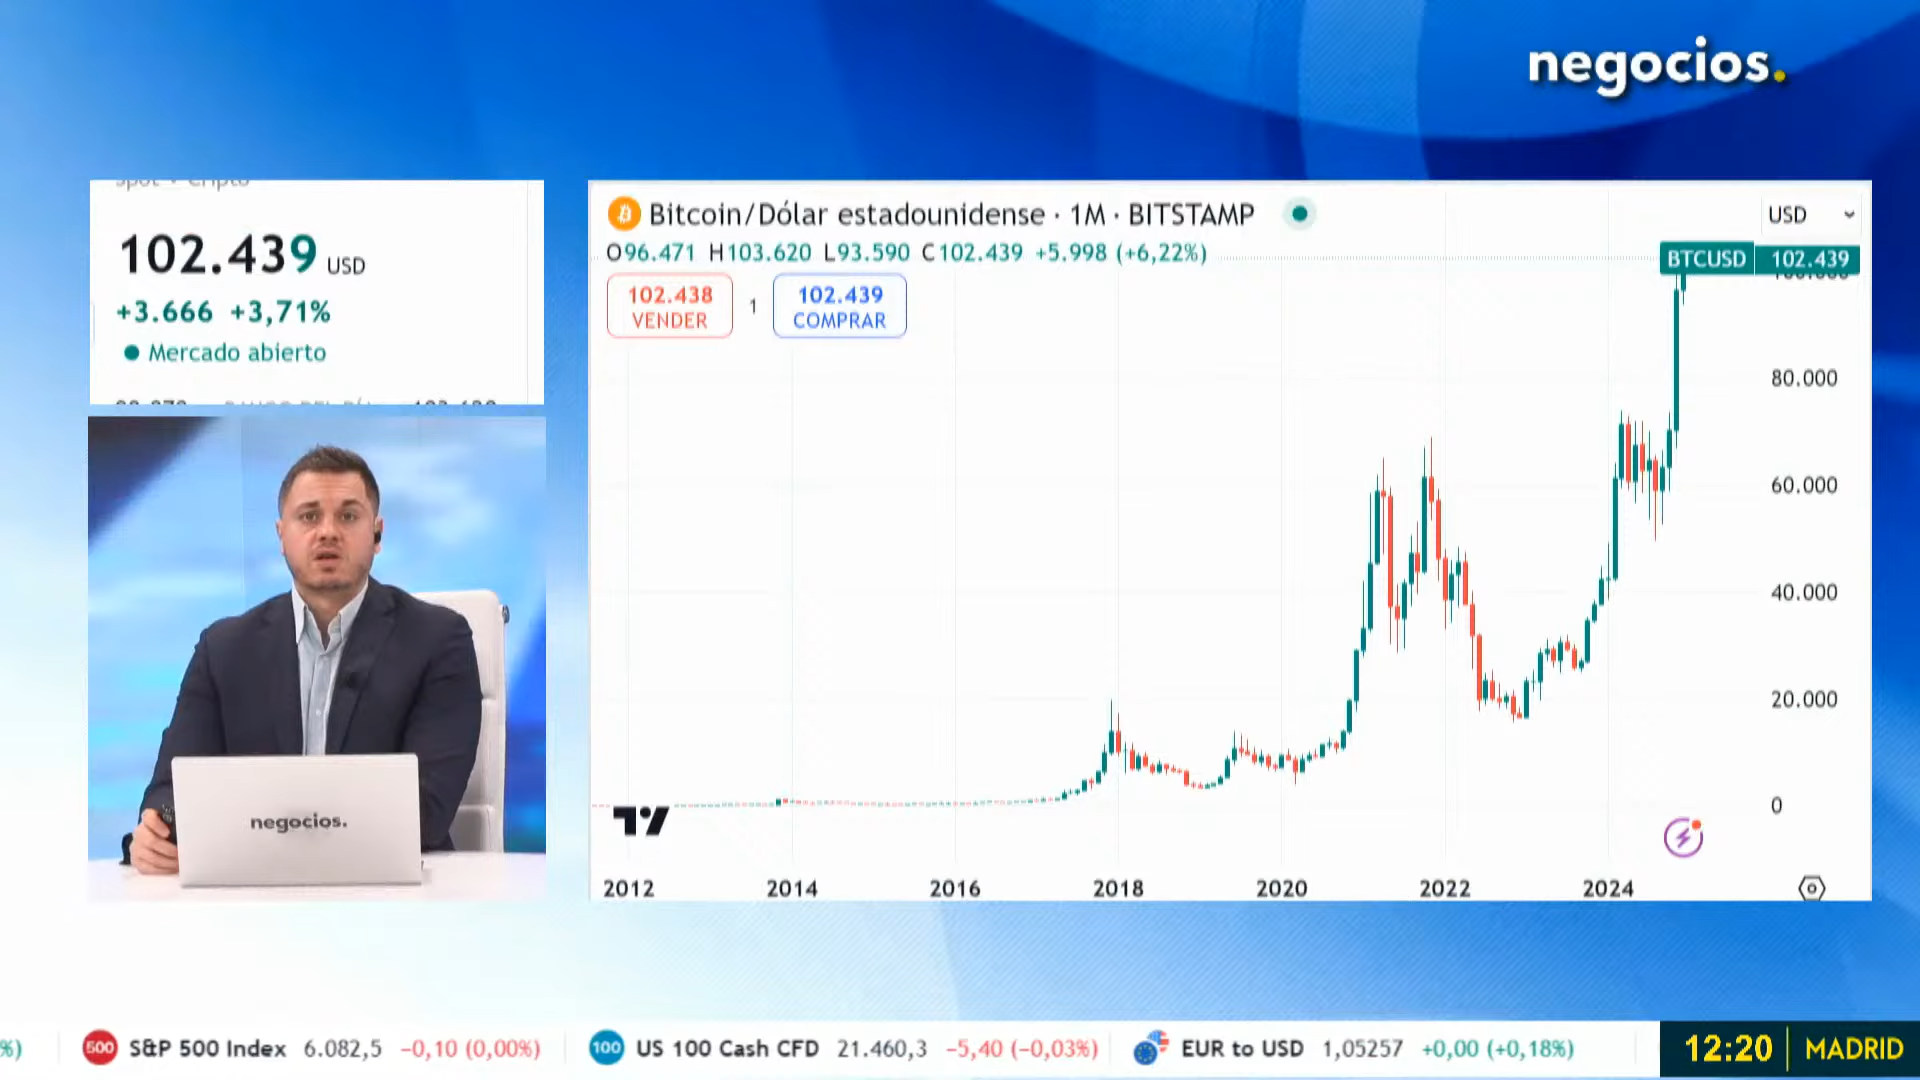 negocios.
Spot • Cripto
102.439 USD
+3.666 +3,71%
Mercado abierto
Bitcoin/Dólar estadounidense · 1M · BITSTAMP
USD
O96.471 H103.620 L93.590 C102.439 +5.998 (+6,22%)
BTCUSD 102.439
102.438
VENDER
1
102.439
COMPRAR
80.000
60.000
40.000
20.000
0
2012 2014 2016 2018 2020 2022 2024
negocios.
%)
500 S&P 500 Index 6.082,5 −0,10 (0,00%)
100 US 100 Cash CFD 21.460,3 −5,40 (−0,03%)
EUR to USD 1,05257 +0,00 (+0,18%)
12:20 MADRID